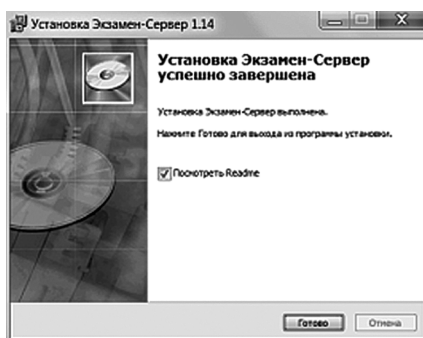 Установка Экзамен-Сервер 1.14
Установка Экзамен-Сервер
успешно завершена
Установка Экзамен-Сервер выполнена.
Нажмите Готово для выхода из программы установки.
Посмотреть Readme
Готово
Отмена